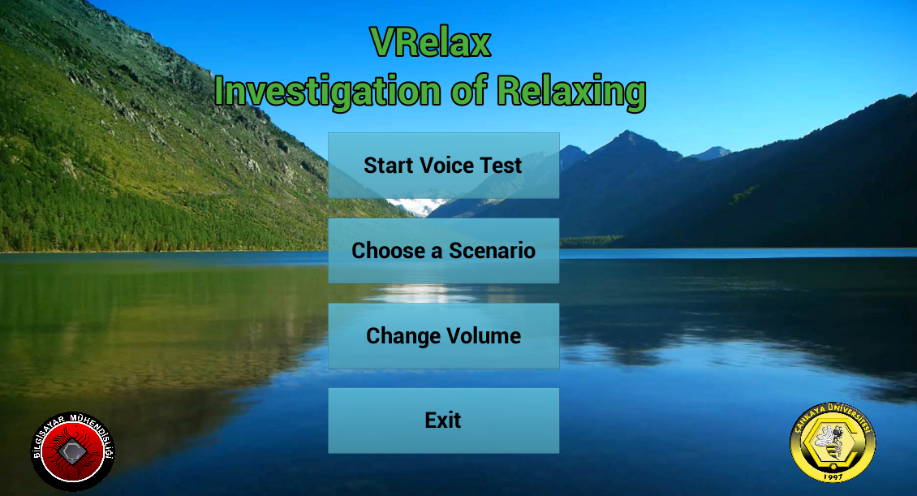 VRelax
Investigation of Relaxing
Start Voice Test
Choose a Scenario
Change Volume
Exit
BİLGİSAYAR MÜHENDİSLİĞİ
ÇANKAYA ÜNİVERSİTESİ
1997